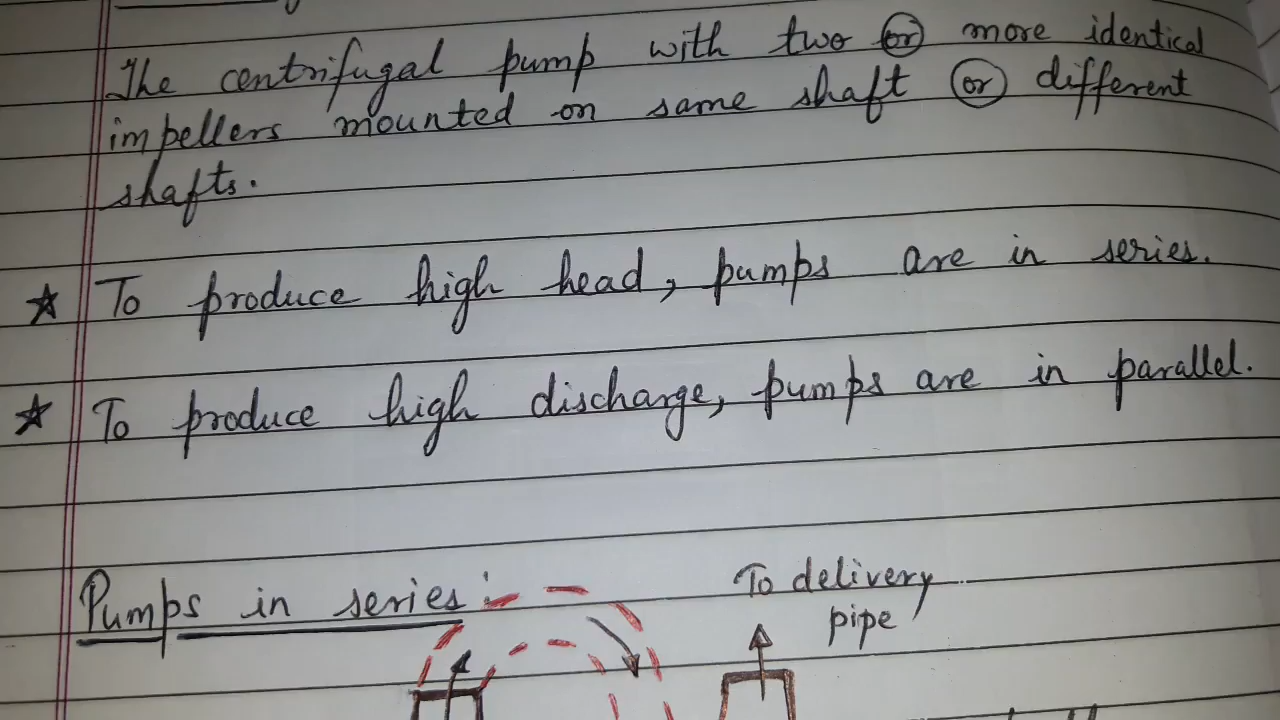 The centrifugal pump with two or more identical
impellers mounted on same shaft or different
shafts.
☆ To produce high head, pumps are in series.
☆ To produce high discharge, pumps are in parallel.
Pumps in series:
To delivery
pipe